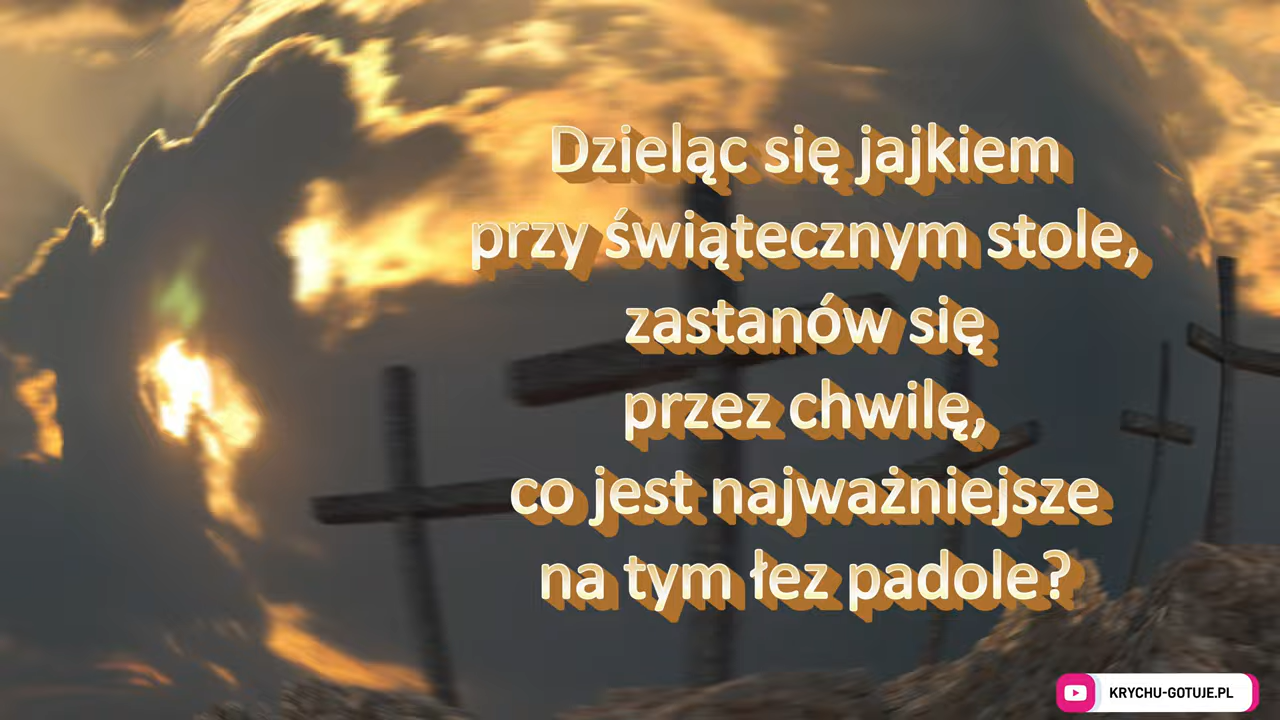 Dzieląc się jajkiem
przy świątecznym stole,
zastanów się
przez chwilę,
co jest najważniejsze
na tym łez padole?
KRYCHU-GOTUJE.PL